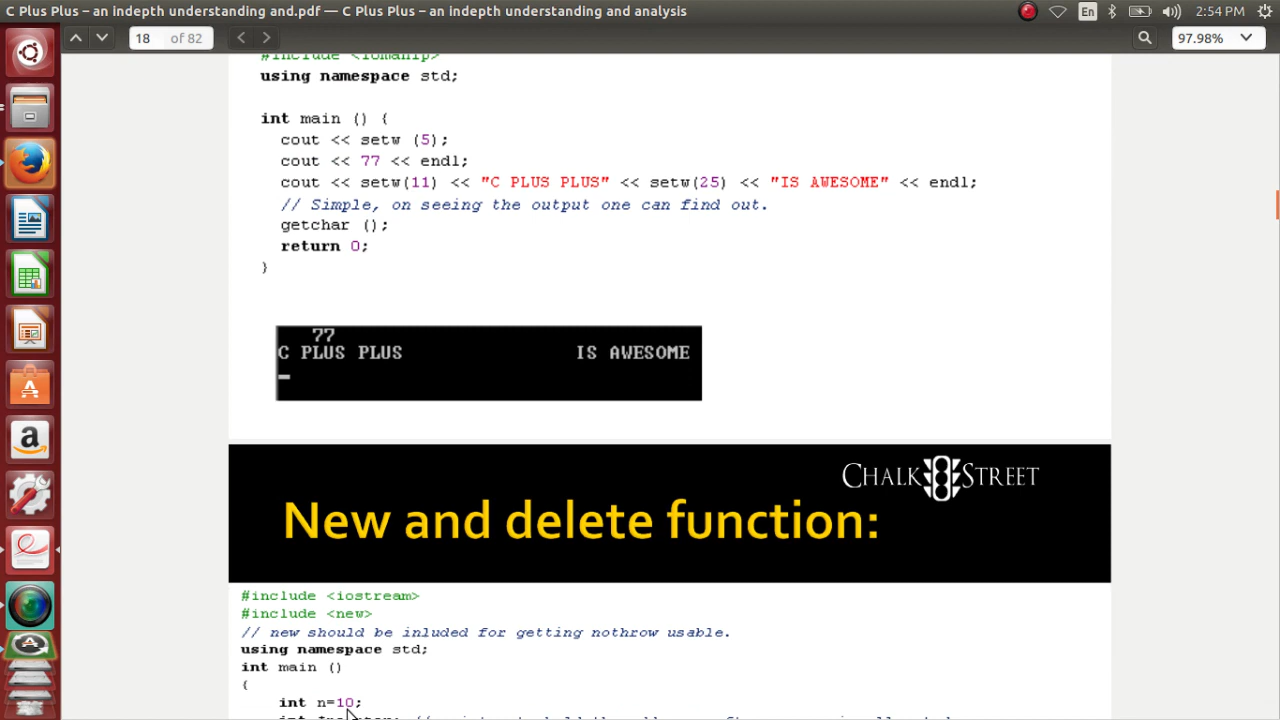 C Plus Plus – an indepth understanding and.pdf — C Plus Plus – an indepth understanding and analysis
En
2:54 PM
18 of 82
97.98%
#include <iomanip>
using namespace std;
int main () {
cout << setw (5);
cout << 77 << endl;
cout << setw(11) << "C PLUS PLUS" << setw(25) << "IS AWESOME" << endl;
// Simple, on seeing the output one can find out.
getchar ();
return 0;
}
77
C PLUS PLUS IS AWESOME
CHALK STREET
New and delete function:
#include <iostream>
#include <new>
// new should be inluded for getting nothrow usable.
using namespace std;
int main ()
{
int n=10;